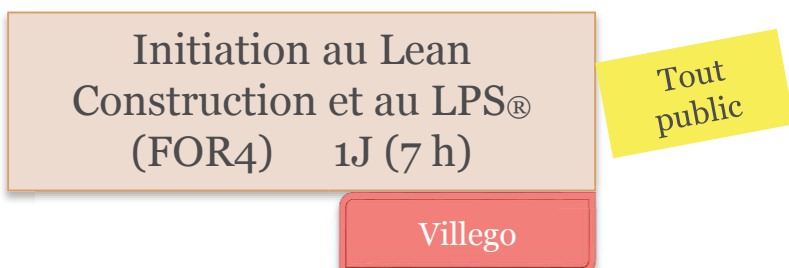 Initiation au Lean
Construction et au LPS®
(FOR4) 1J (7 h)
Tout
public
Villego